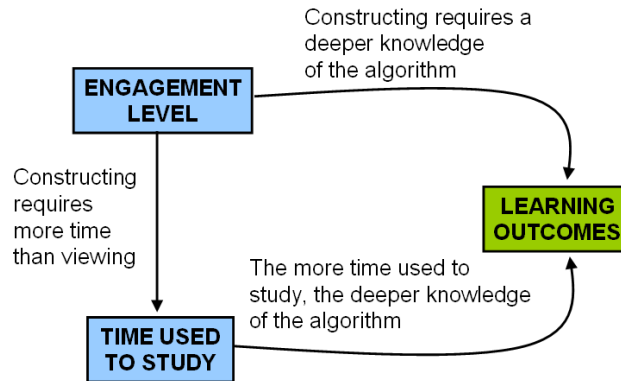 Constructing requires a
deeper knowledge
of the algorithm
ENGAGEMENT
LEVEL
Constructing
requires
more time
than viewing
LEARNING
OUTCOMES
The more time used to
study, the deeper knowledge
of the algorithm
TIME USED
TO STUDY